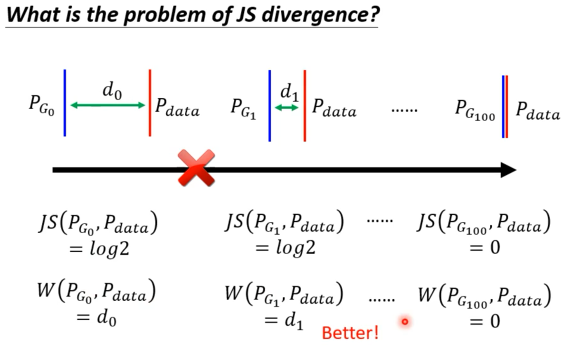 What is the problem of JS divergence?
P_{G_0} d_0 P_{data} P_{G_1} d_1 P_{data} ...... P_{G_{100}} P_{data}
JS(P_{G_0}, P_{data}) JS(P_{G_1}, P_{data}) ...... JS(P_{G_{100}}, P_{data})
= log2 = log2 = 0
W(P_{G_0}, P_{data}) W(P_{G_1}, P_{data}) ...... W(P_{G_{100}}, P_{data})
= d_0 = d_1 = 0
Better!